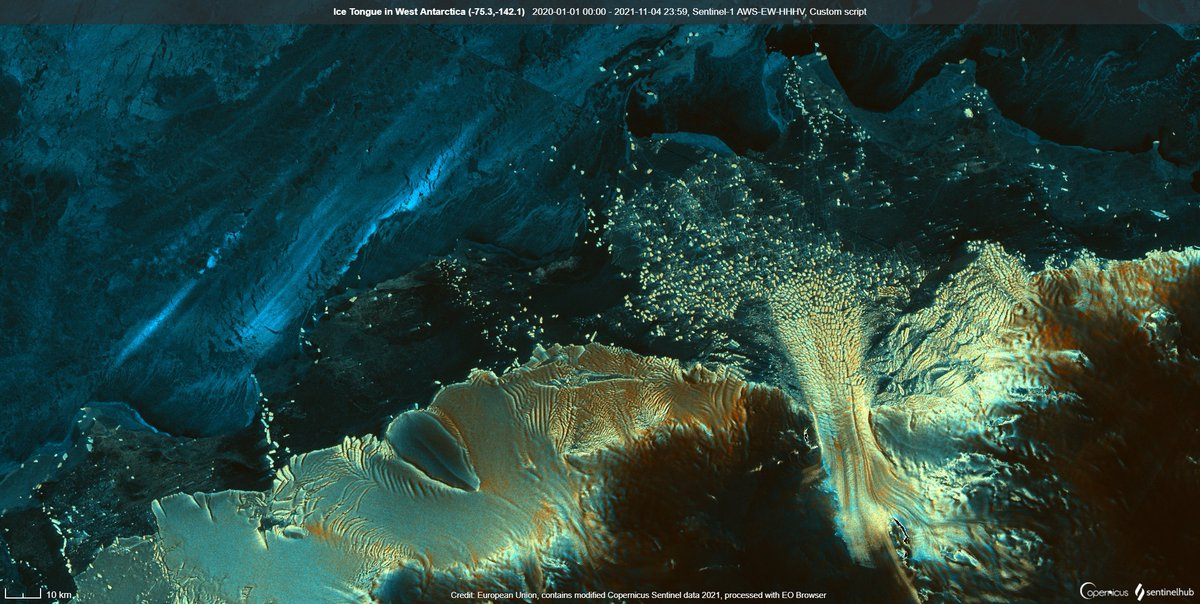 Ice Tongue in West Antarctica (-75.3,-142.1) 2020-01-01 00:00 - 2021-11-04 23:59, Sentinel-1 AWS-EW-HHHV, Custom script
10 km
Credit: European Union, contains modified Copernicus Sentinel data 2021, processed with EO Browser
opernicus sentinelhub